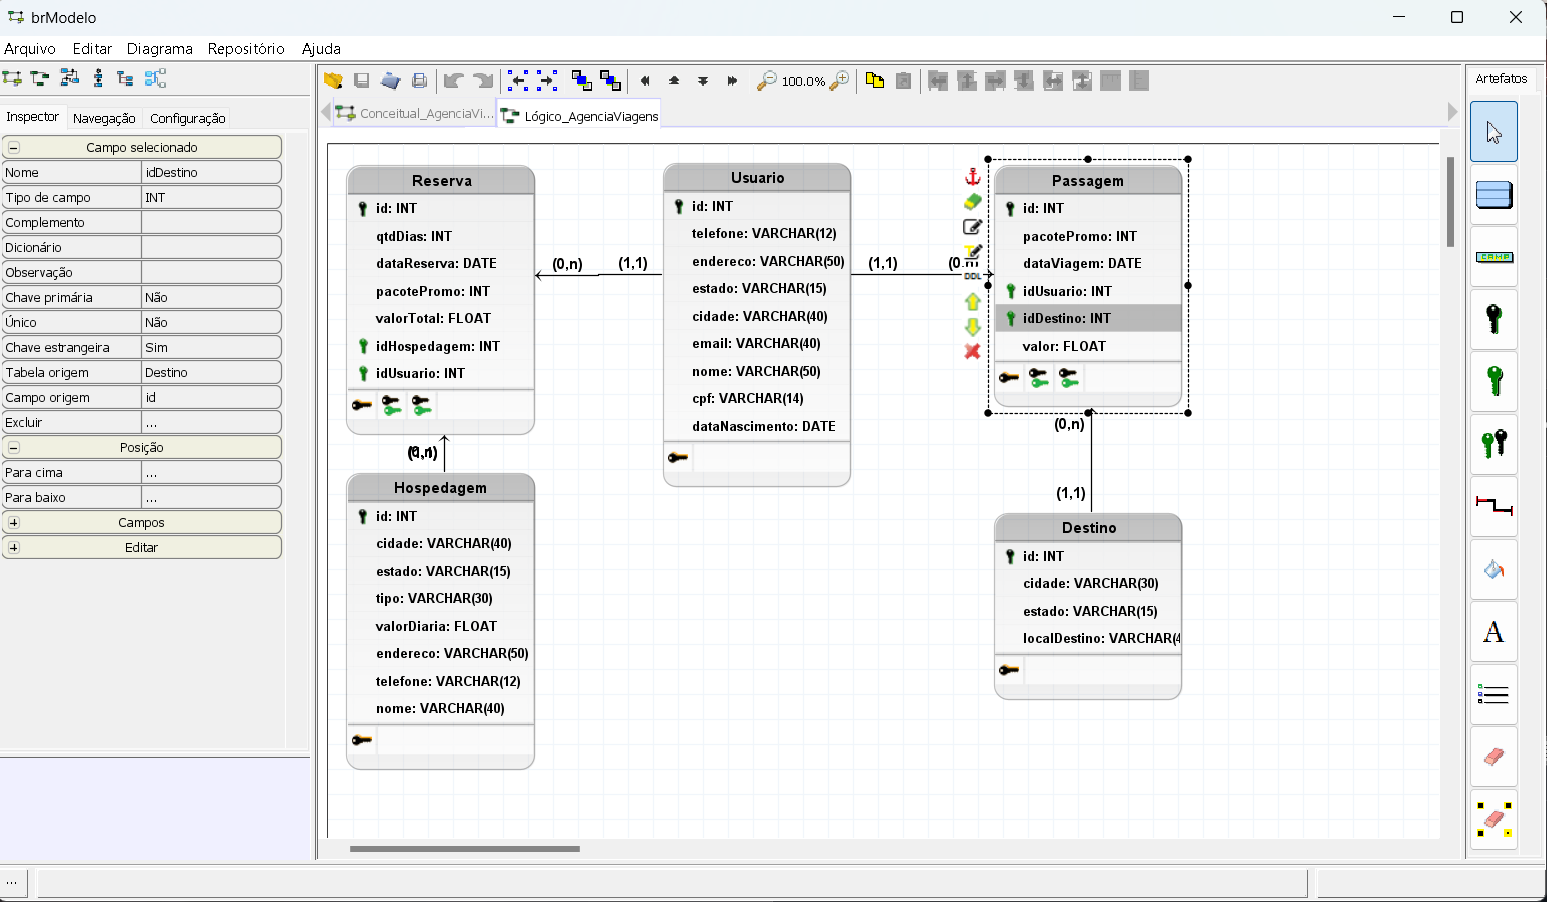 brModelo
Arquivo Editar Diagrama Repositório Ajuda
100.0%
Artefatos
Inspector Navegação Configuração
Conceitual_AgenciaVi... Lógico_AgenciaViagens
Campo selecionado
Nome idDestino
Tipo de campo INT
Complemento
Dicionário
Observação
Chave primária Não
Único Não
Chave estrangeira Sim
Tabela origem Destino
Campo origem id
Excluir ...
Posição
Para cima ...
Para baixo ...
Campos
Editar
Reserva
id: INT
qtdDias: INT
dataReserva: DATE
pacotePromo: INT
valorTotal: FLOAT
idHospedagem: INT
idUsuario: INT
(0,n) (1,1)
Usuario
id: INT
telefone: VARCHAR(12)
endereco: VARCHAR(50)
estado: VARCHAR(15)
cidade: VARCHAR(40)
email: VARCHAR(40)
nome: VARCHAR(50)
cpf: VARCHAR(14)
dataNascimento: DATE
(1,1)
DDL
Passagem
id: INT
pacotePromo: INT
dataViagem: DATE
idUsuario: INT
idDestino: INT
valor: FLOAT
(0,n)
(1,1)
Hospedagem
id: INT
cidade: VARCHAR(40)
estado: VARCHAR(15)
tipo: VARCHAR(30)
valorDiaria: FLOAT
endereco: VARCHAR(50)
telefone: VARCHAR(12)
nome: VARCHAR(40)
Destino
id: INT
cidade: VARCHAR(30)
estado: VARCHAR(15)
localDestino: VARCHAR(4
CAMPO
A
...